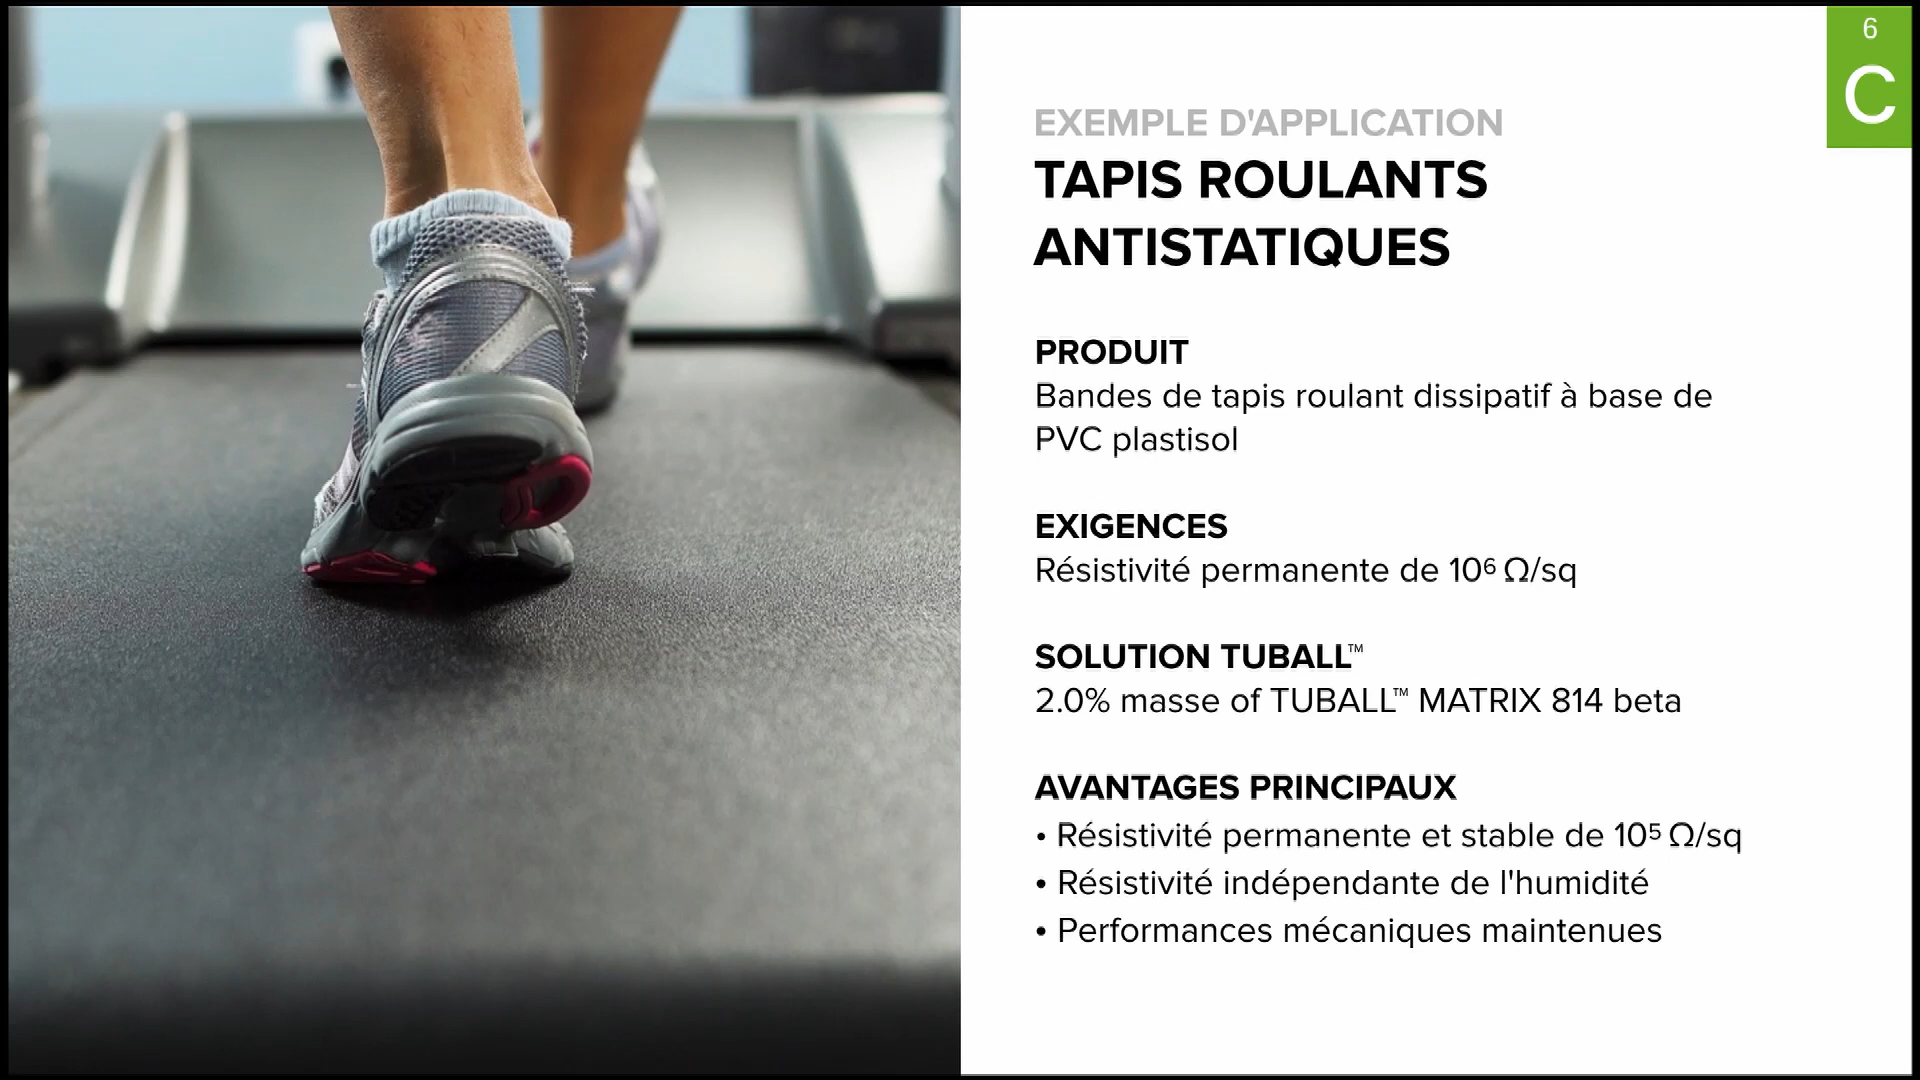 6
C
EXEMPLE D'APPLICATION
TAPIS ROULANTS
ANTISTATIQUES
PRODUIT
Bandes de tapis roulant dissipatif à base de
PVC plastisol
EXIGENCES
Résistivité permanente de 10⁶ Ω/sq
SOLUTION TUBALL™
2.0% masse of TUBALL™ MATRIX 814 beta
AVANTAGES PRINCIPAUX
• Résistivité permanente et stable de 10⁵ Ω/sq
• Résistivité indépendante de l'humidité
• Performances mécaniques maintenues